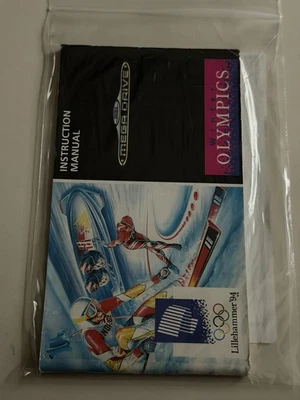 INSTRUCTION
MANUAL
MEGA DRIVE
OLYMPICS
Lillehammer '94